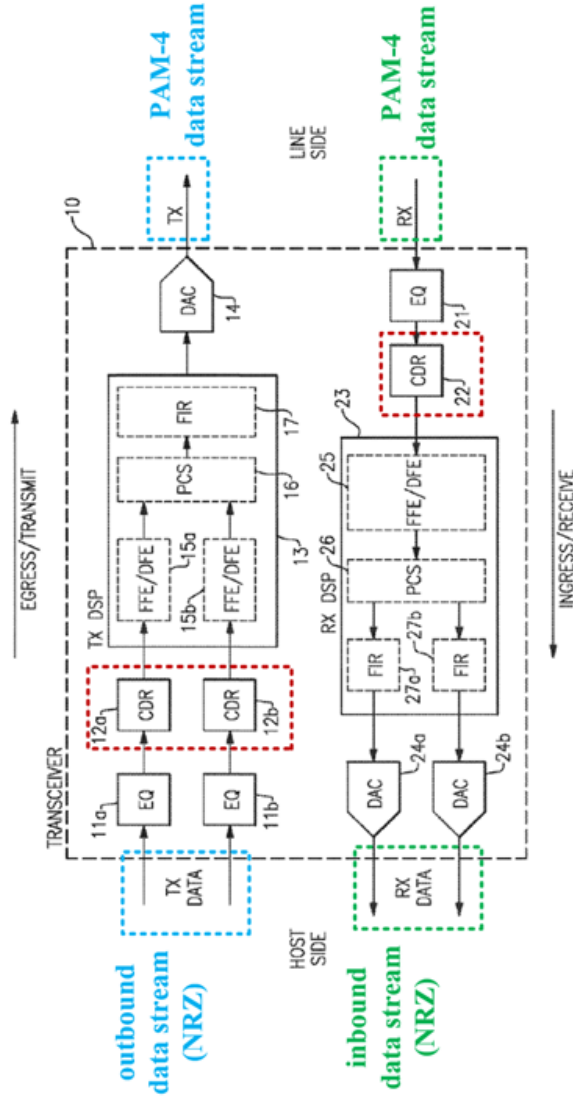 EGRESS/TRANSMIT
TRANSCEIVER
10
outbound
data stream
(NRZ)
TX
DATA
11a
EQ
12a
CDR
TX DSP
FFE/DFE
15a
PCS
16
FIR
17
DAC
14
TX
PAM-4
data stream
11b
EQ
12b
CDR
15b
FFE/DFE
13
HOST
SIDE
LINE
SIDE
inbound
data stream
(NRZ)
RX
DATA
DAC
24a
DAC
24b
RX DSP
23
FIR
27a
FIR
27b
PCS
26
FFE/DFE
25
CDR
22
EQ
21
RX
PAM-4
data stream
INGRESS/RECEIVE